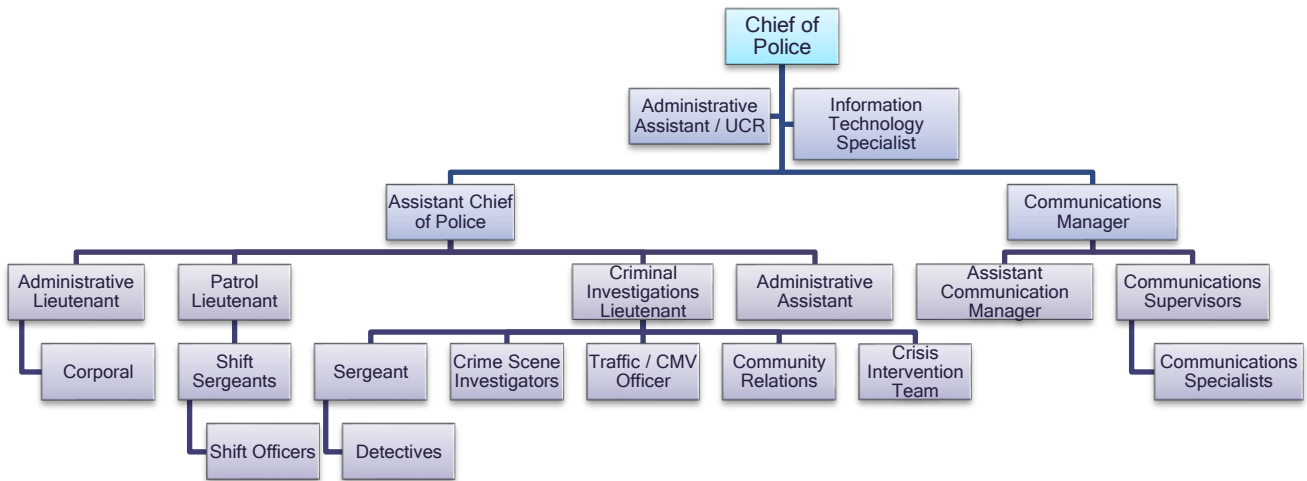 Chief of
Police
Administrative
Assistant / UCR
Information
Technology
Specialist
Assistant Chief
of Police
Communications
Manager
Administrative
Lieutenant
Patrol
Lieutenant
Criminal
Investigations
Lieutenant
Administrative
Assistant
Assistant
Communication
Manager
Communications
Supervisors
Corporal
Shift
Sergeants
Sergeant
Crime Scene
Investigators
Traffic / CMV
Officer
Community
Relations
Crisis
Intervention
Team
Communications
Specialists
Shift Officers
Detectives